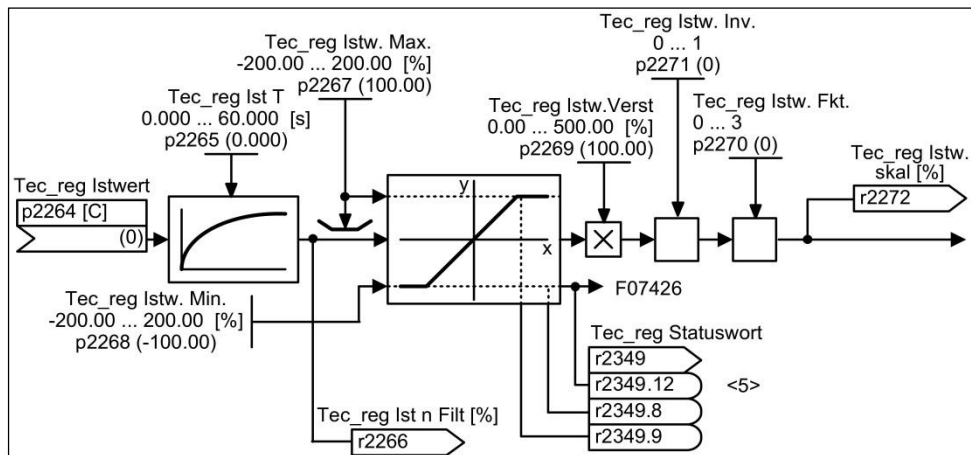 Tec_reg Istw. Inv.
0 ... 1
p2271 (0)
Tec_reg Istw. Max.
-200.00 ... 200.00 [%]
p2267 (100.00)
Tec_reg Ist T
0.000 ... 60.000 [s]
p2265 (0.000)
Tec_reg Istw.Verst
0.00 ... 500.00 [%]
p2269 (100.00)
Tec_reg Istw. Fkt.
0 ... 3
p2270 (0)
Tec_reg Istw.
skal [%]
r2272
Tec_reg Istwert
p2264 [C]
(0)
y
x
Tec_reg Istw. Min.
-200.00 ... 200.00 [%]
p2268 (-100.00)
F07426
Tec_reg Statuswort
r2349
r2349.12 <5>
r2349.8
r2349.9
Tec_reg Ist n Filt [%]
r2266